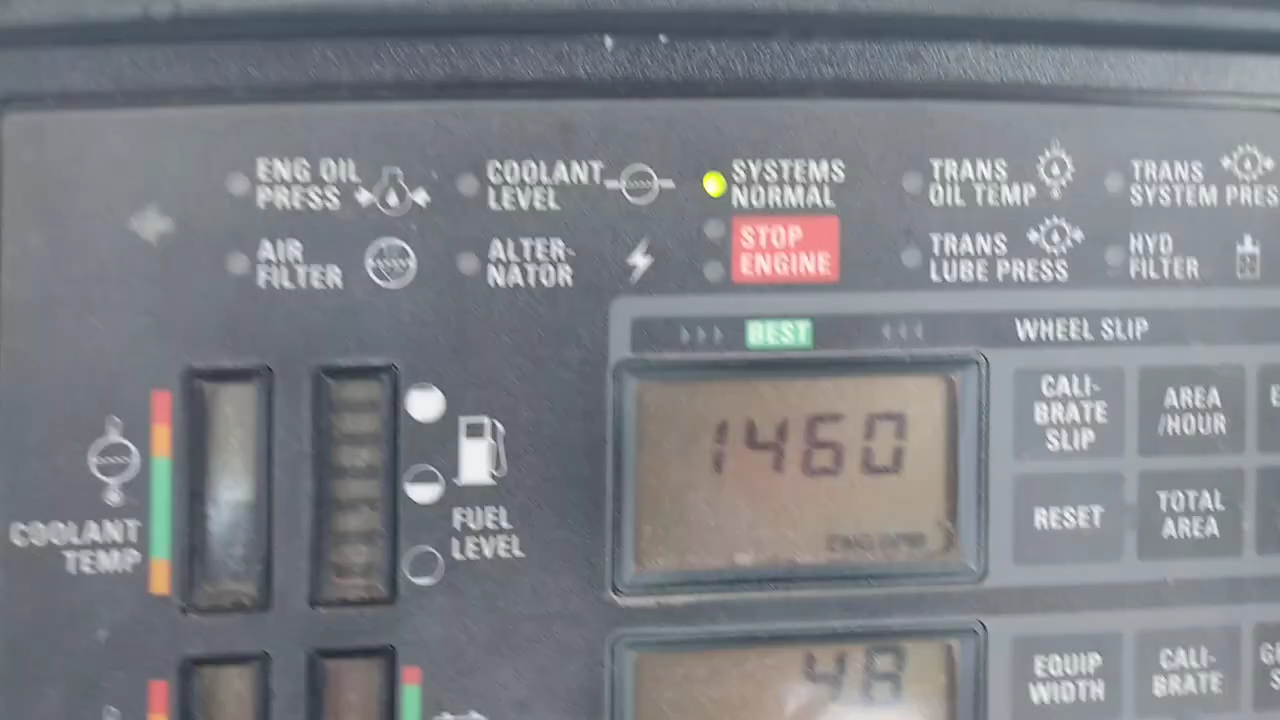 ENG OIL
PRESS
COOLANT
LEVEL
SYSTEMS
NORMAL
TRANS
OIL TEMP
TRANS
SYSTEM PRES
AIR
FILTER
ALTER-
NATOR
STOP
ENGINE
TRANS
LUBE PRESS
HYD
FILTER
>>> BEST <<<
WHEEL SLIP
1460
ENG RPM
CALI-
BRATE
SLIP
AREA
/HOUR
RESET
TOTAL
AREA
COOLANT
TEMP
FUEL
LEVEL
48
EQUIP
WIDTH
CALI-
BRATE